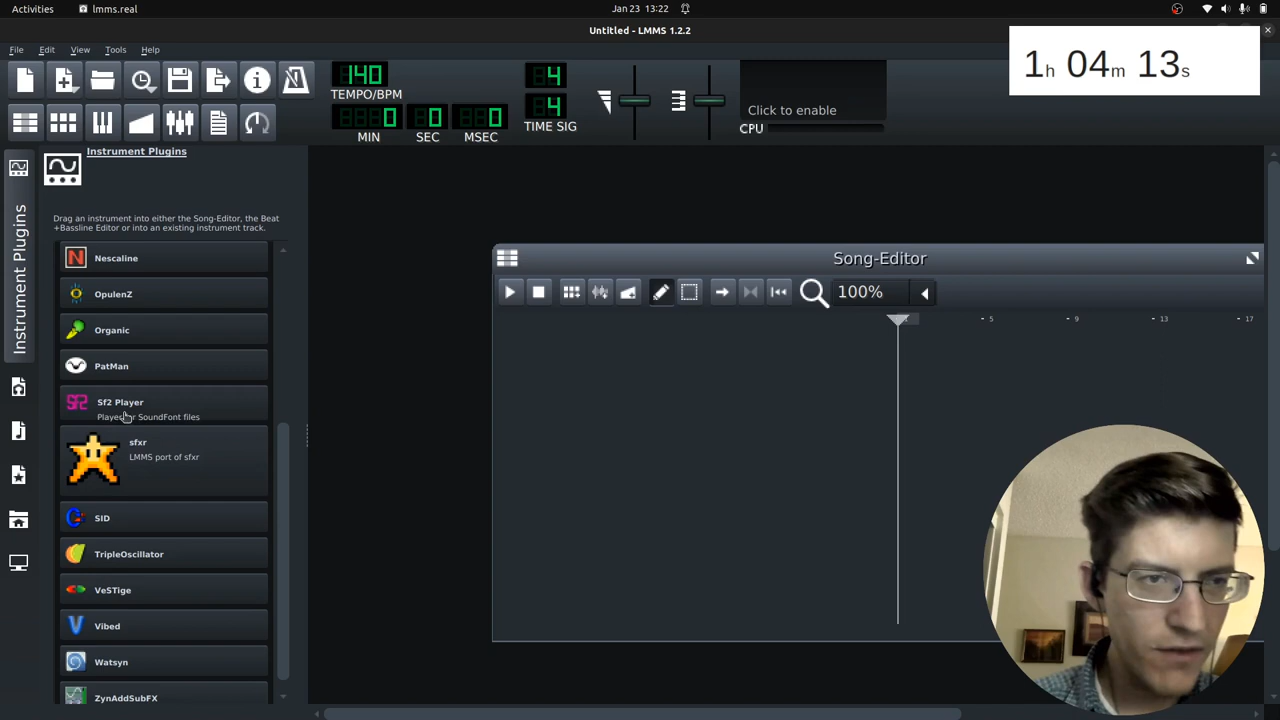 Activities
lmms.real
Jan 23 13:22
Untitled - LMMS 1.2.2
File Edit View Tools Help
1h 04m 13s
140
TEMPO/BPM
0 0 0
MIN SEC MSEC
4
4
TIME SIG
Click to enable
CPU
Instrument Plugins
Instrument Plugins
Drag an instrument into either the Song-Editor, the Beat
+Bassline Editor or into an existing instrument track.
Nescaline
OpulenZ
Organic
PatMan
Sf2 Player
Player for SoundFont files
sfxr
LMMS port of sfxr
SID
TripleOscillator
VeSTige
Vibed
Watsyn
ZynAddSubFX
Song-Editor
100%
5 9 13 17